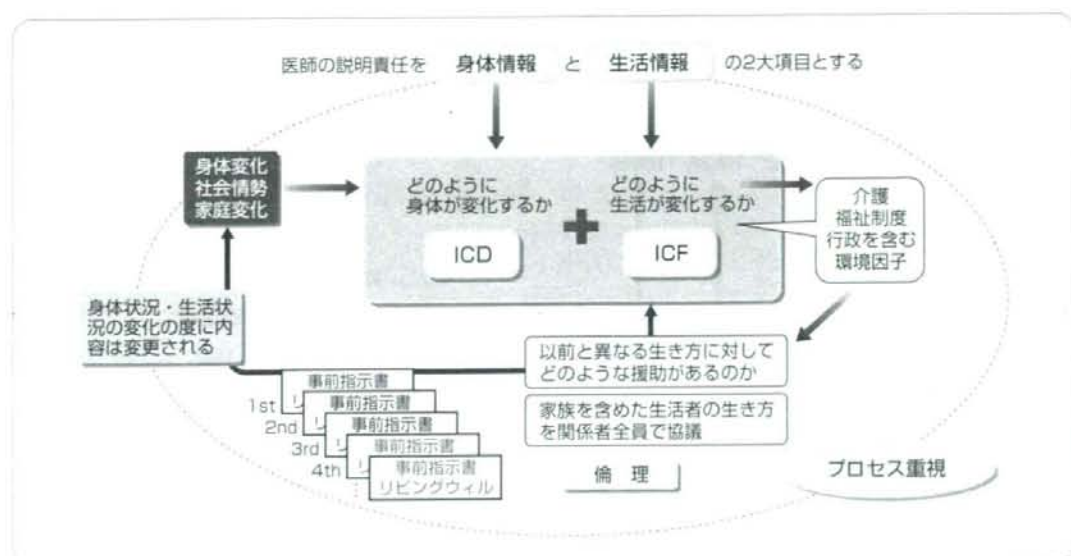 医師の説明責任を 身体情報 と 生活情報 の2大項目とする
身体変化
社会情勢
家庭変化
どのように
身体が変化するか
ICD
どのように
生活が変化するか
ICF
介護
福祉制度
行政を含む
環境因子
身体状況・生活状
況の変化の度に内
容は変更される
以前と異なる生き方に対して
どのような援助があるのか
家族を含めた生活者の生き方
を関係者全員で協議
事前指示書
1st リ 事前指示書
2nd リ 事前指示書
3rd リ 事前指示書
4th リ 事前指示書
リビングウィル
倫理
プロセス重視